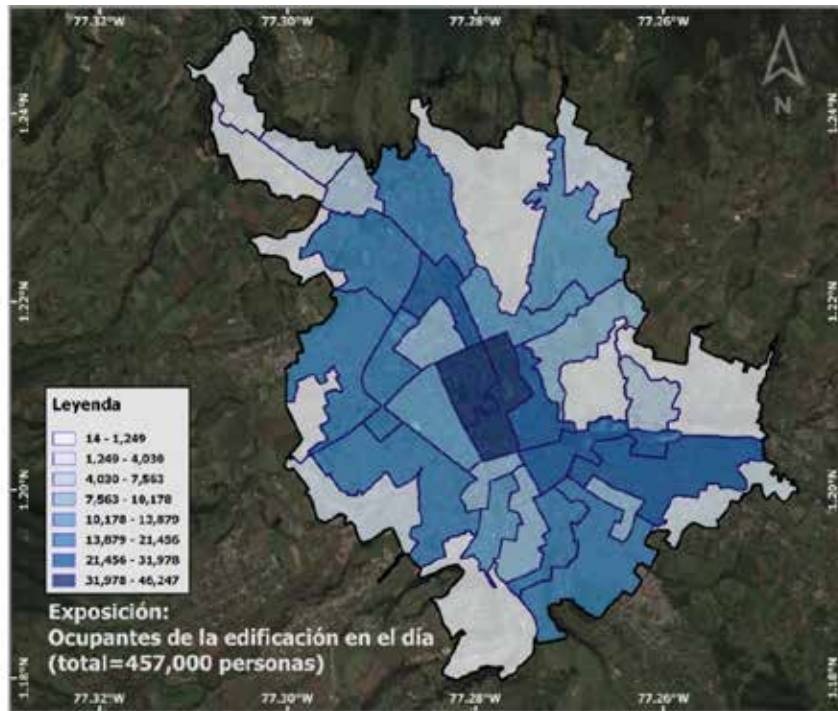 77.32°W 77.30°W 77.28°W 77.26°W
1.24°N 1.24°N
N
1.22°N 1.22°N
Leyenda
14 - 1,249
1,249 - 4,030
4,030 - 7,563
7,563 - 10,178
10,178 - 13,879
13,879 - 21,456
21,456 - 31,978
31,978 - 46,247
1.20°N 1.20°N
Exposición:
Ocupantes de la edificación en el día
(total=457,000 personas)
1.18°N 1.18°N
77.32°W 77.30°W 77.28°W 77.26°W